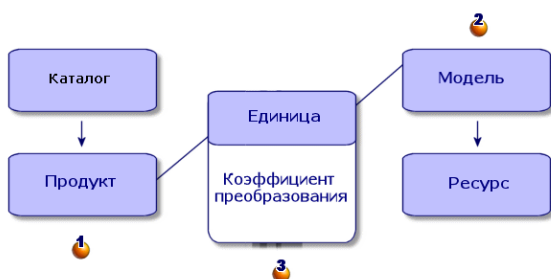 2
Каталог
Модель
Единица
Продукт
Коэффициент
преобразования
Ресурс
1
3